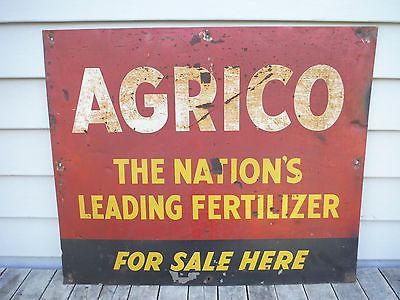 AGRICO
THE NATION'S
LEADING FERTILIZER
FOR SALE HERE